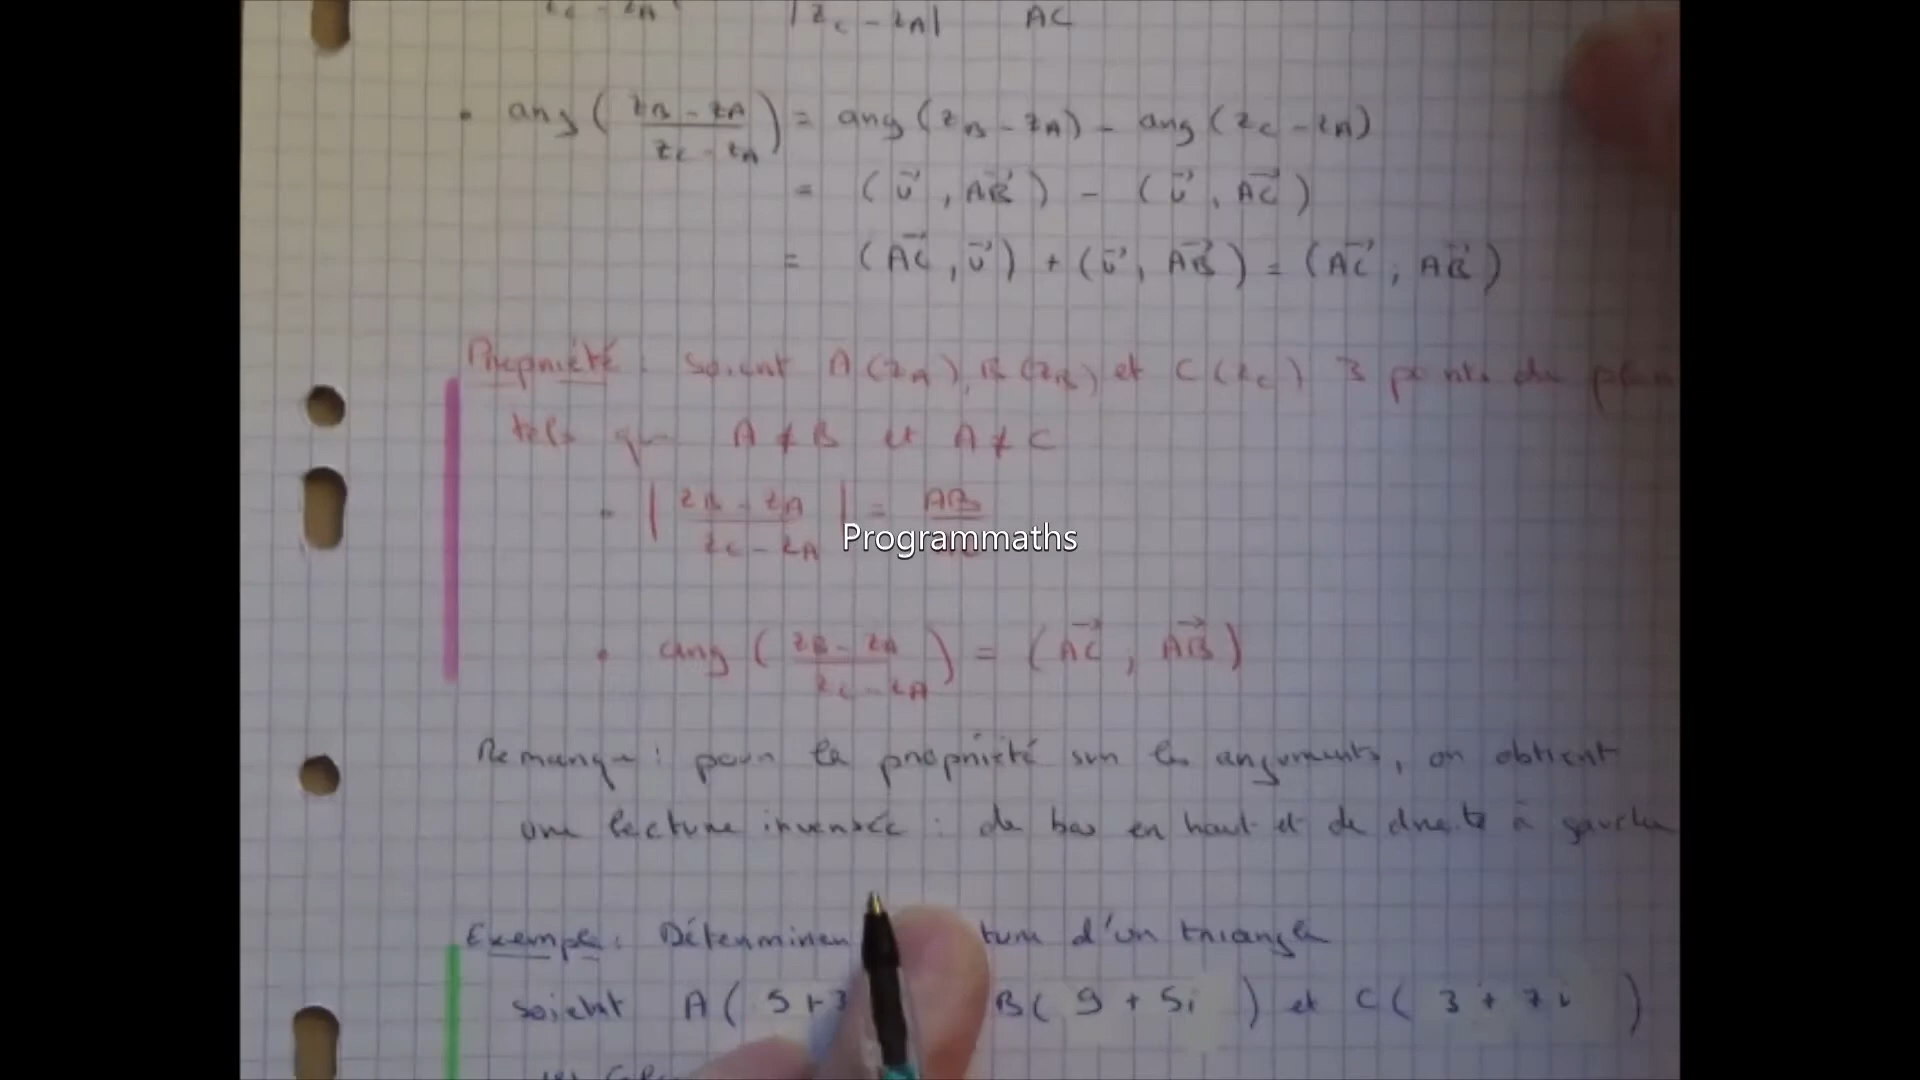 |z_C - z_A| AC
• arg ( (z_B - z_A) / (z_C - z_A) ) = arg (z_B - z_A) - arg (z_C - z_A)
= (u⃗, AB⃗) - (u⃗, AC⃗)
= (AC⃗, u⃗) + (u⃗, AB⃗) = (AC⃗, AB⃗)
Propriété : soient A(z_A), B(z_B) et C(z_C) 3 points du plan
tels que A ≠ B et A ≠ C
• | (z_B - z_A) / (z_C - z_A) | = AB
Programmaths
• arg ( (z_B - z_A) / (z_C - z_A) ) = (AC⃗, AB⃗)
Remarque : pour la propriété sur les arguments, on obtient
une lecture inversée : de bas en haut et de droite à gauche
Exemple : Déterminer d'un triangle
soient A( 5+3 B( 9 + 5i ) et C( 3 + 7i )